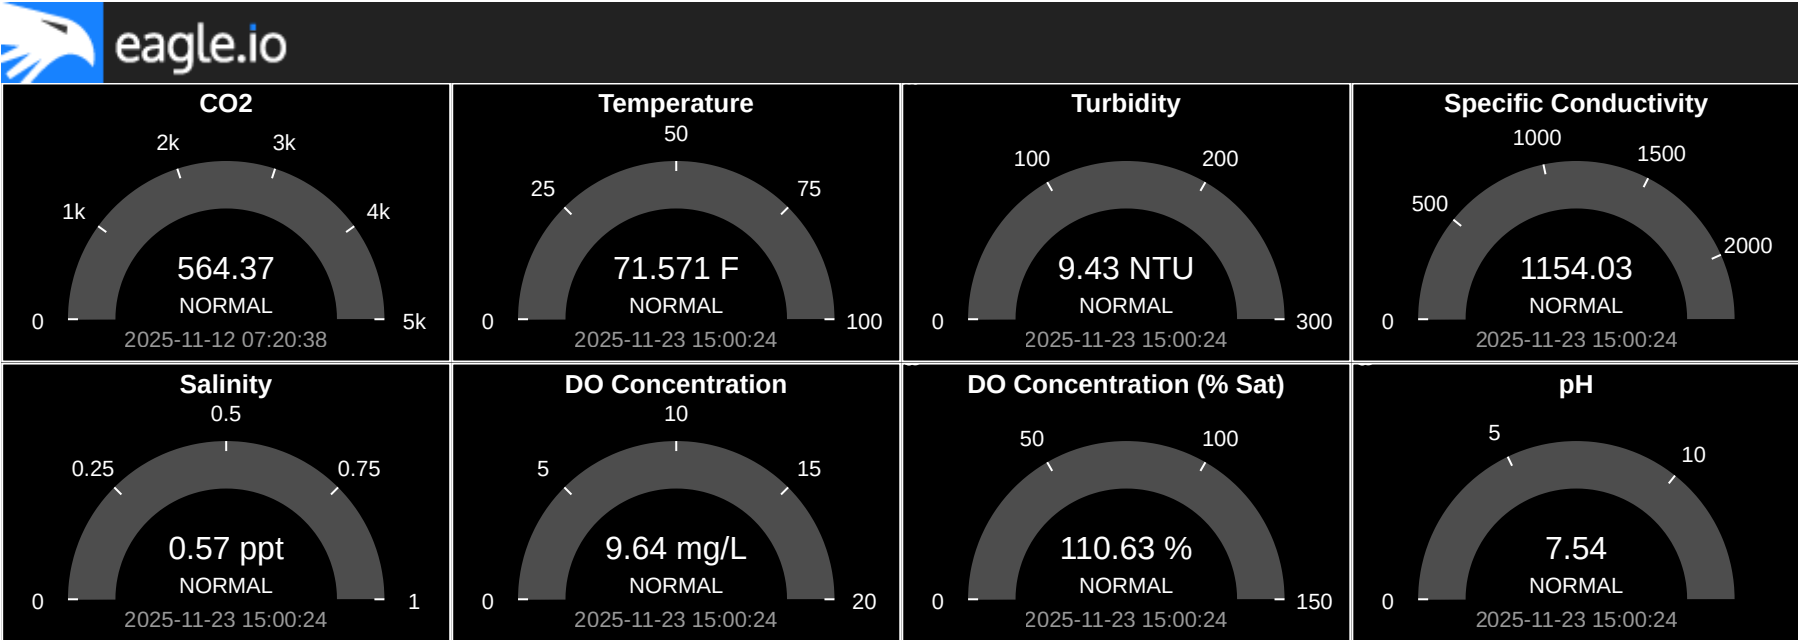 eagle.io
CO2
2k
3k
1k
4k
564.37
NORMAL
0
5k
2025-11-12 07:20:38
Temperature
50
25
75
71.571 F
NORMAL
0
100
2025-11-23 15:00:24
Turbidity
100
200
9.43 NTU
NORMAL
0
300
2025-11-23 15:00:24
Specific Conductivity
1000
1500
500
2000
1154.03
NORMAL
0
2025-11-23 15:00:24
Salinity
0.5
0.25
0.75
0.57 ppt
NORMAL
0
1
2025-11-23 15:00:24
DO Concentration
10
5
15
9.64 mg/L
NORMAL
0
20
2025-11-23 15:00:24
DO Concentration (% Sat)
50
100
110.63 %
NORMAL
0
150
2025-11-23 15:00:24
pH
5
10
7.54
NORMAL
0
2025-11-23 15:00:24